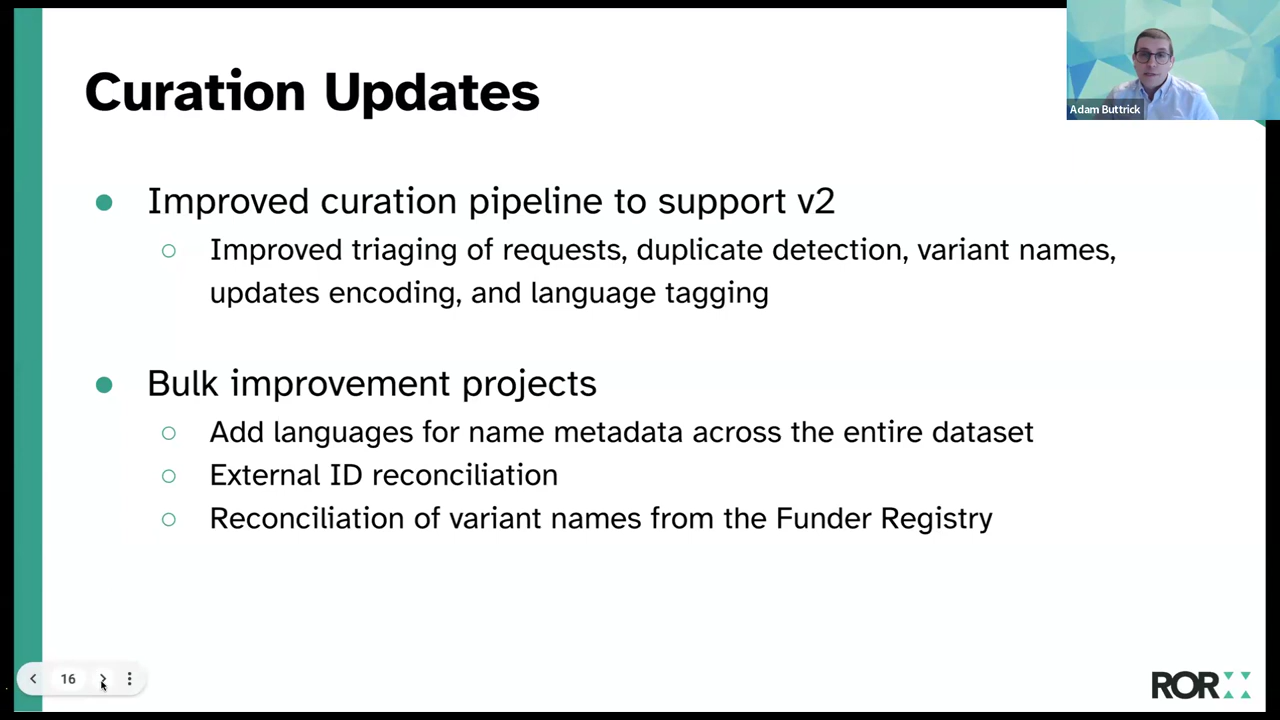 Curation Updates
Adam Buttrick
● Improved curation pipeline to support v2
○ Improved triaging of requests, duplicate detection, variant names,
updates encoding, and language tagging
● Bulk improvement projects
○ Add languages for name metadata across the entire dataset
○ External ID reconciliation
○ Reconciliation of variant names from the Funder Registry
16
ROR